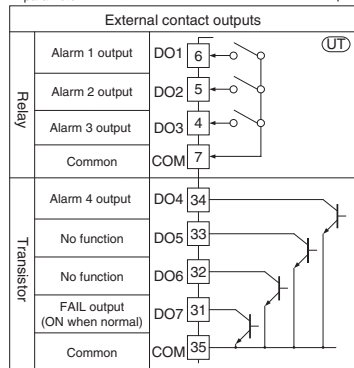 External contact outputs
UT
Relay
Alarm 1 output DO1 6
Alarm 2 output DO2 5
Alarm 3 output DO3 4
Common COM 7
Transistor
Alarm 4 output DO4 34
No function DO5 33
No function DO6 32
FAIL output
(ON when normal) DO7 31
Common COM 35